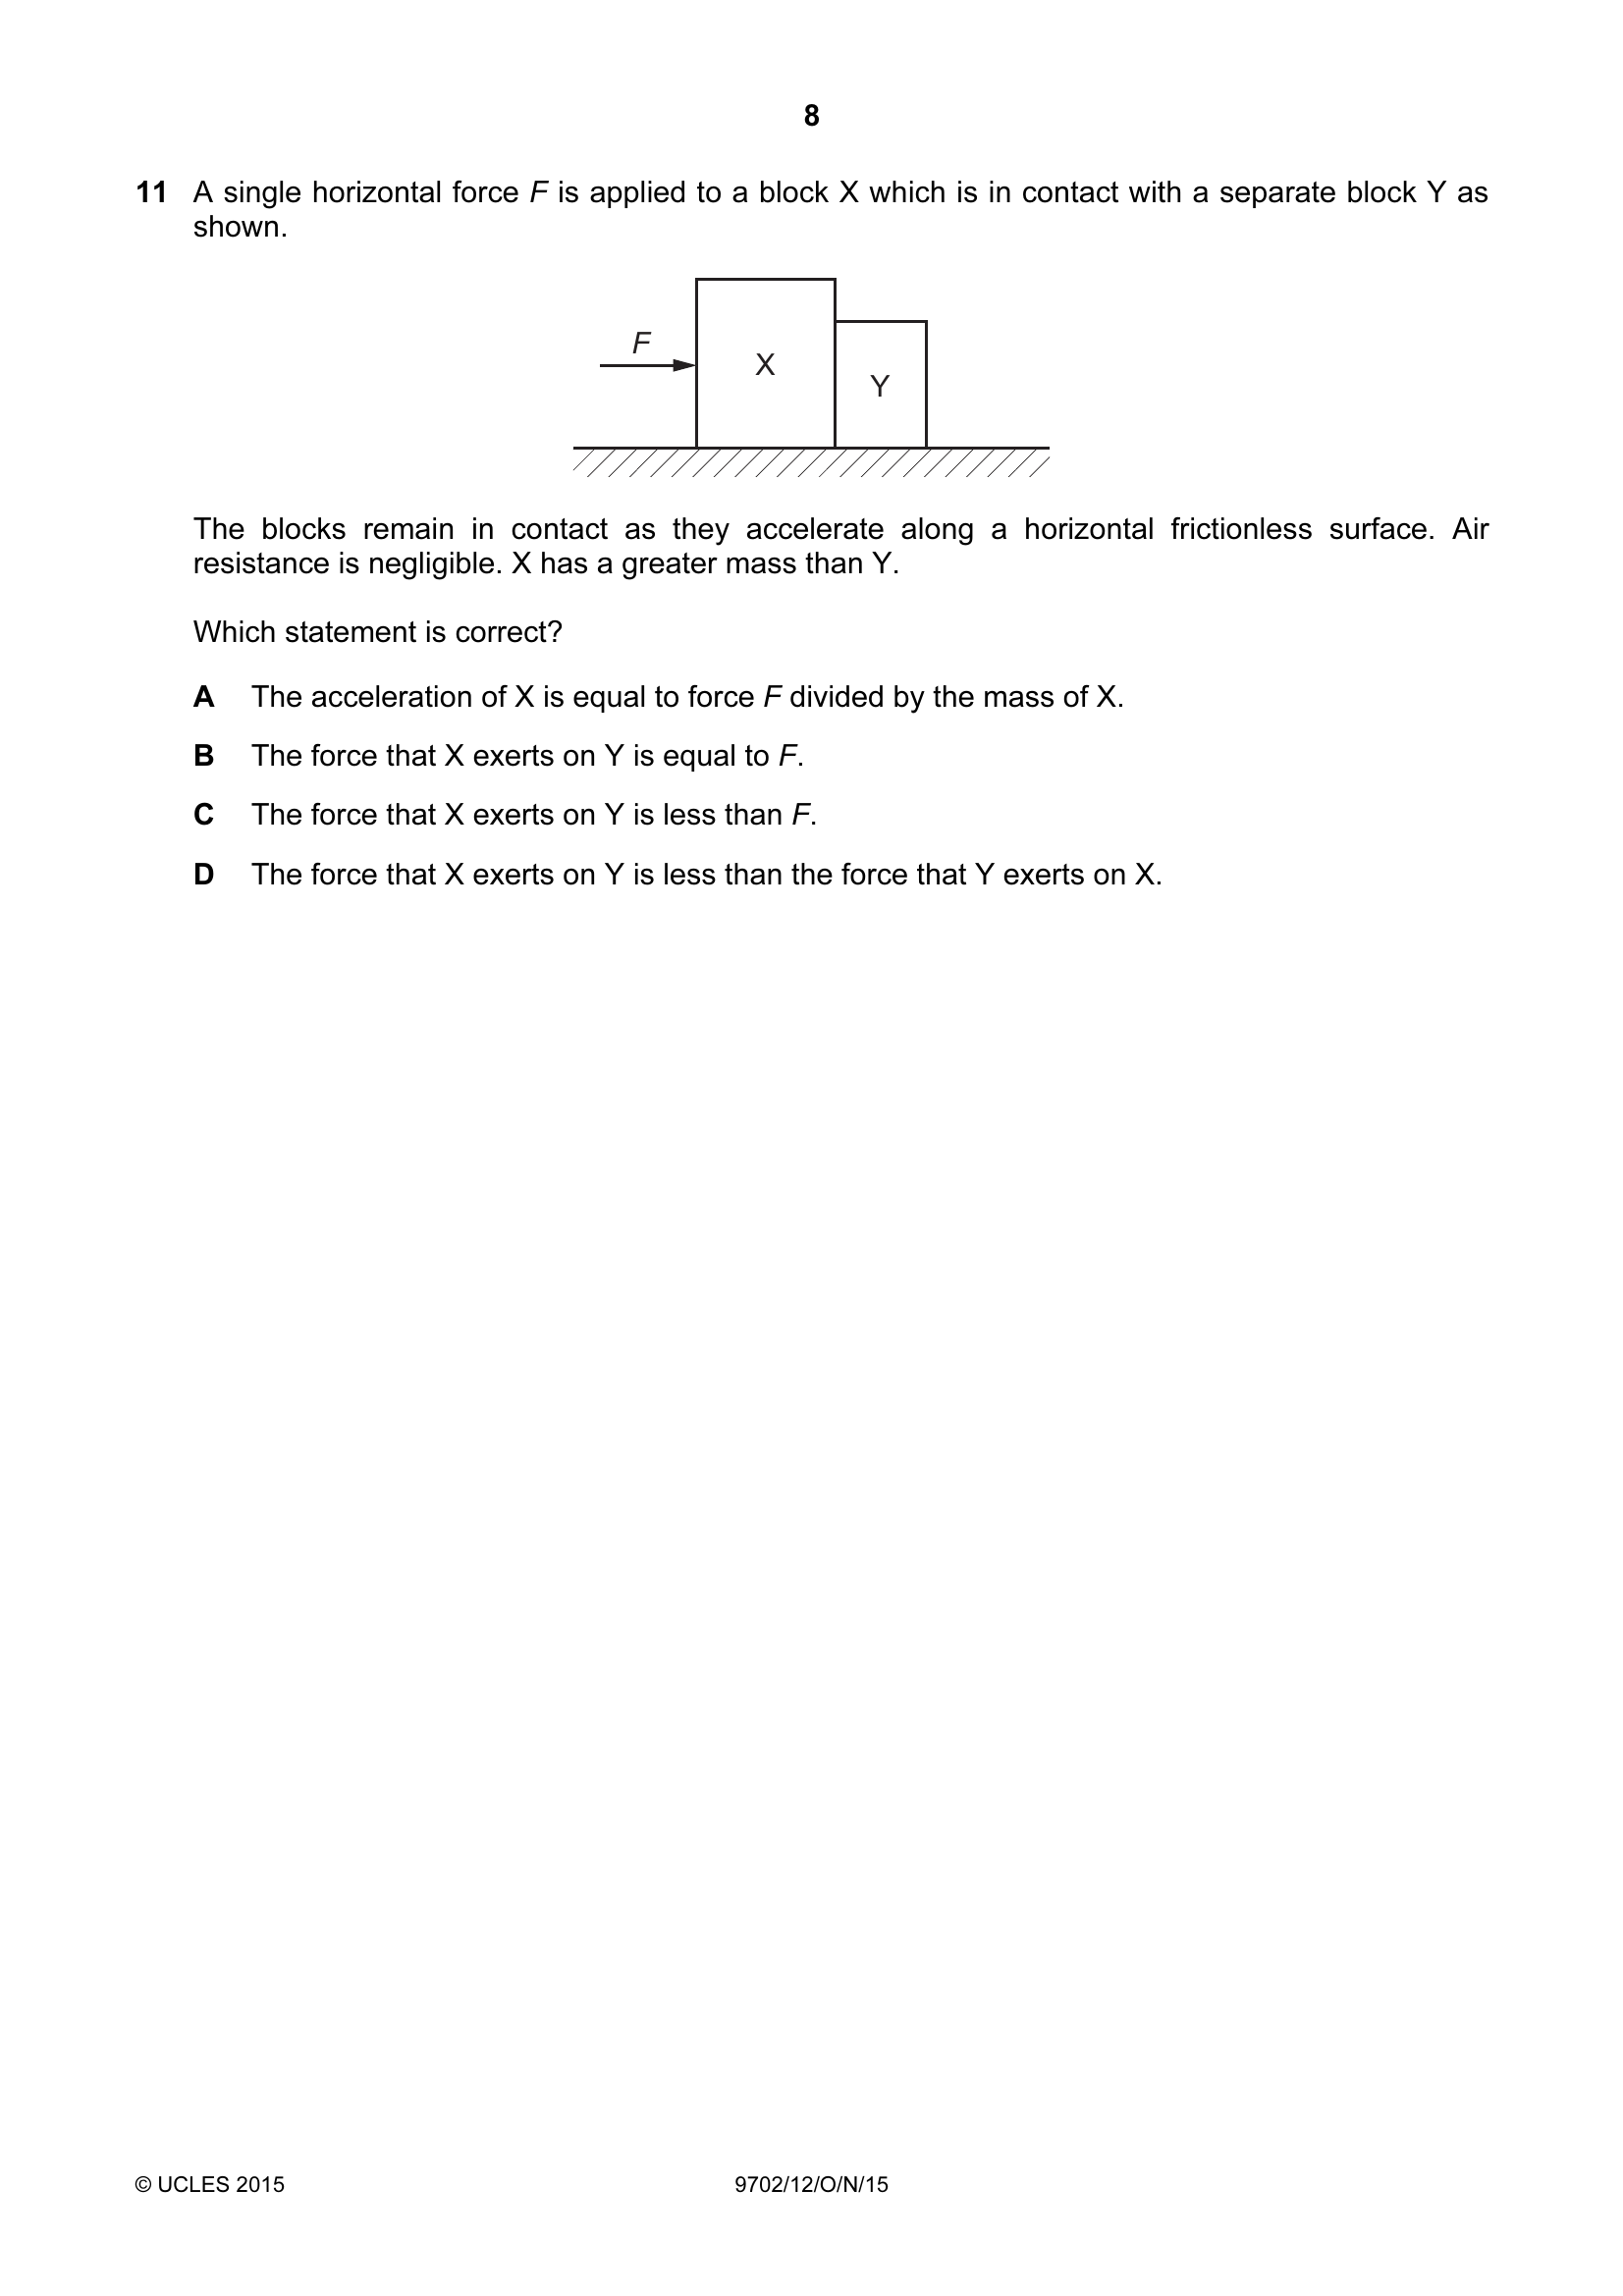 8
11 A single horizontal force F is applied to a block X which is in contact with a separate block Y as
shown.
F
X
Y
The blocks remain in contact as they accelerate along a horizontal frictionless surface. Air
resistance is negligible. X has a greater mass than Y.
Which statement is correct?
A The acceleration of X is equal to force F divided by the mass of X.
B The force that X exerts on Y is equal to F.
C The force that X exerts on Y is less than F.
D The force that X exerts on Y is less than the force that Y exerts on X.
© UCLES 2015 9702/12/O/N/15